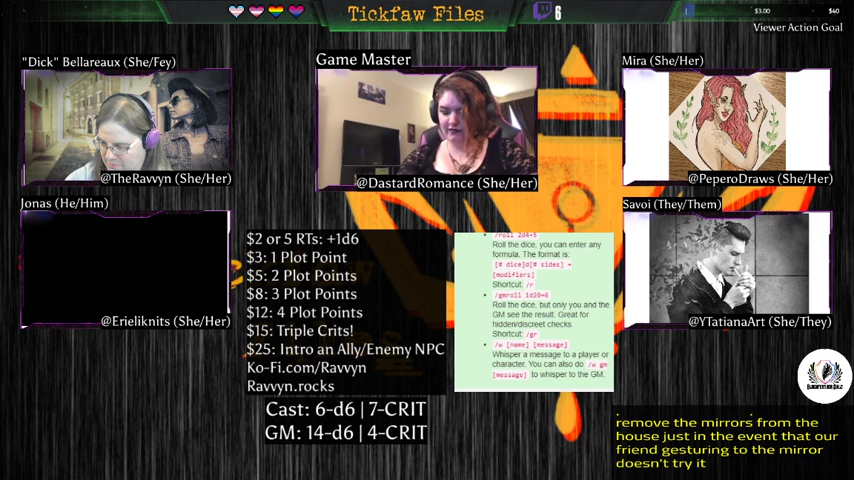 Tickfaw Files
6
$3.00
$40
Viewer Action Goal
"Dick" Bellareaux (She/Fey)
@TheRavvyn (She/Her)
Game Master
@DastardRomance (She/Her)
Mira (She/Her)
@PeperoDraws (She/Her)
Jonas (He/Him)
@Erieliknits (She/Her)
Savoi (They/Them)
@YTatianaArt (She/They)
$2 or 5 RTs: +1d6
$3: 1 Plot Point
$5: 2 Plot Points
$8: 3 Plot Points
$12: 4 Plot Points
$15: Triple Crits!
$25: Intro an Ally/Enemy NPC
Ko-Fi.com/Ravvyn
Ravvyn.rocks
Cast: 6-d6 | 7-CRIT
GM: 14-d6 | 4-CRIT
/roll 2d4+5
Roll the dice, you can enter any
formula. The format is:
[# dice]d[# sides] +
[modifiers]
Shortcut: /r
/gmroll 1d20+6
Roll the dice, but only you and the
GM see the result. Great for
hidden/discreet checks.
Shortcut: /gr
/w [name] [message]
Whisper a message to a player or
character. You can also do /w gm
[message] to whisper to the GM.
remove the mirrors from the
house just in the event that our
friend gesturing to the mirror
doesn't try it